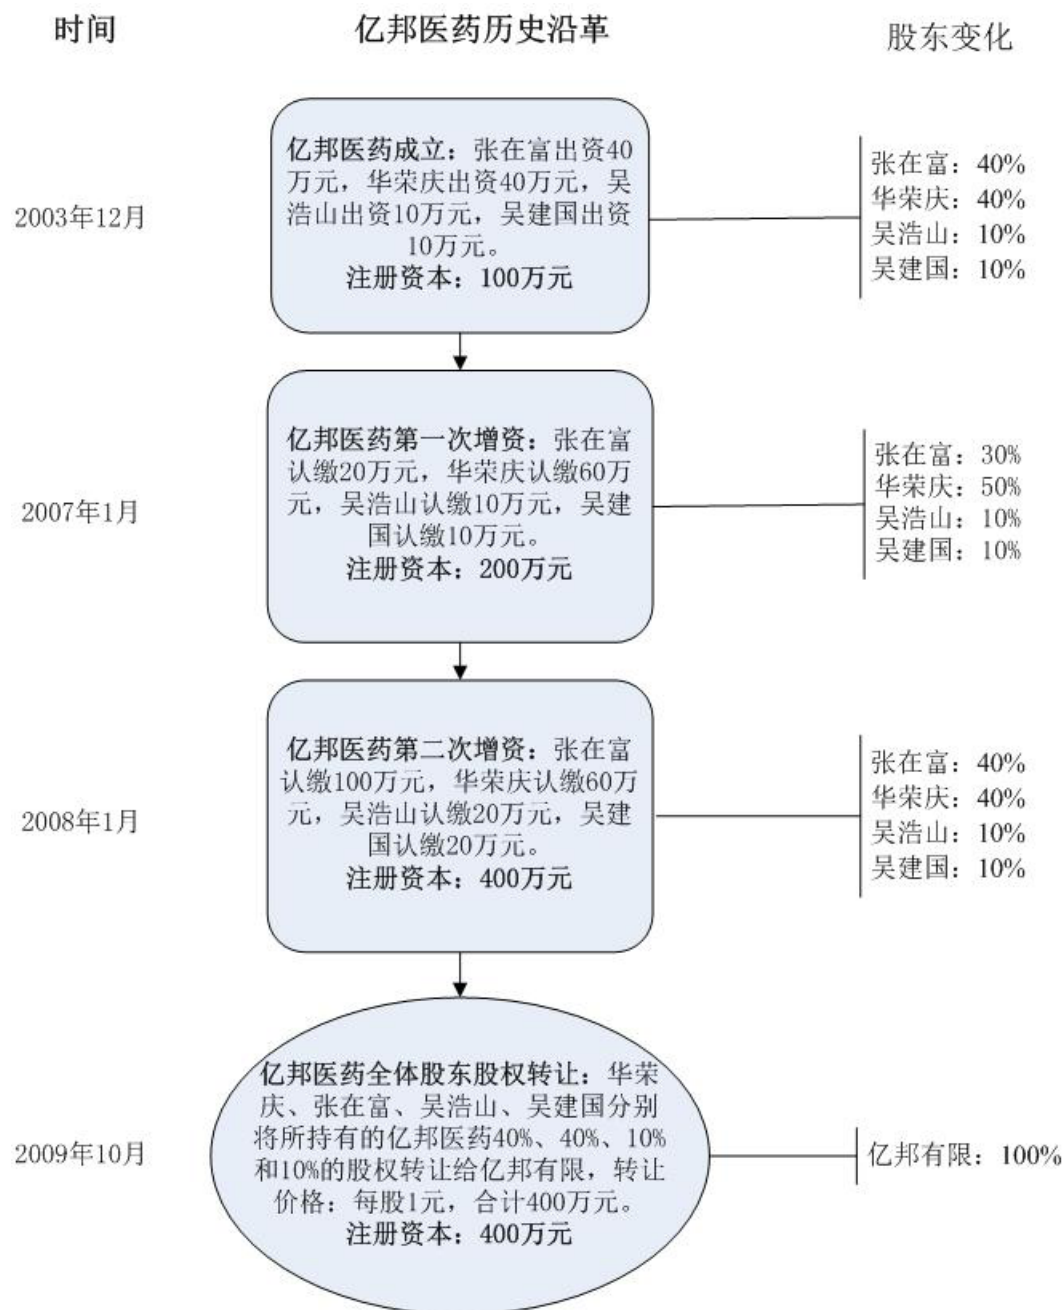 时间
亿邦医药历史沿革
股东变化
2003年12月
亿邦医药成立：张在富出资40
万元，华荣庆出资40万元，吴
浩山出资10万元，吴建国出资
10万元。
注册资本：100万元
张在富：40%
华荣庆：40%
吴浩山：10%
吴建国：10%
2007年1月
亿邦医药第一次增资：张在富
认缴20万元，华荣庆认缴60万
元，吴浩山认缴10万元，吴建
国认缴10万元。
注册资本：200万元
张在富：30%
华荣庆：50%
吴浩山：10%
吴建国：10%
2008年1月
亿邦医药第二次增资：张在富
认缴100万元，华荣庆认缴60万
元，吴浩山认缴20万元，吴建
国认缴20万元。
注册资本：400万元
张在富：40%
华荣庆：40%
吴浩山：10%
吴建国：10%
2009年10月
亿邦医药全体股东股权转让：华荣
庆、张在富、吴浩山、吴建国分别
将所持有的亿邦医药40%、40%、10%
和10%的股权转让给亿邦有限，转让
价格：每股1元，合计400万元。
注册资本：400万元
亿邦有限：100%